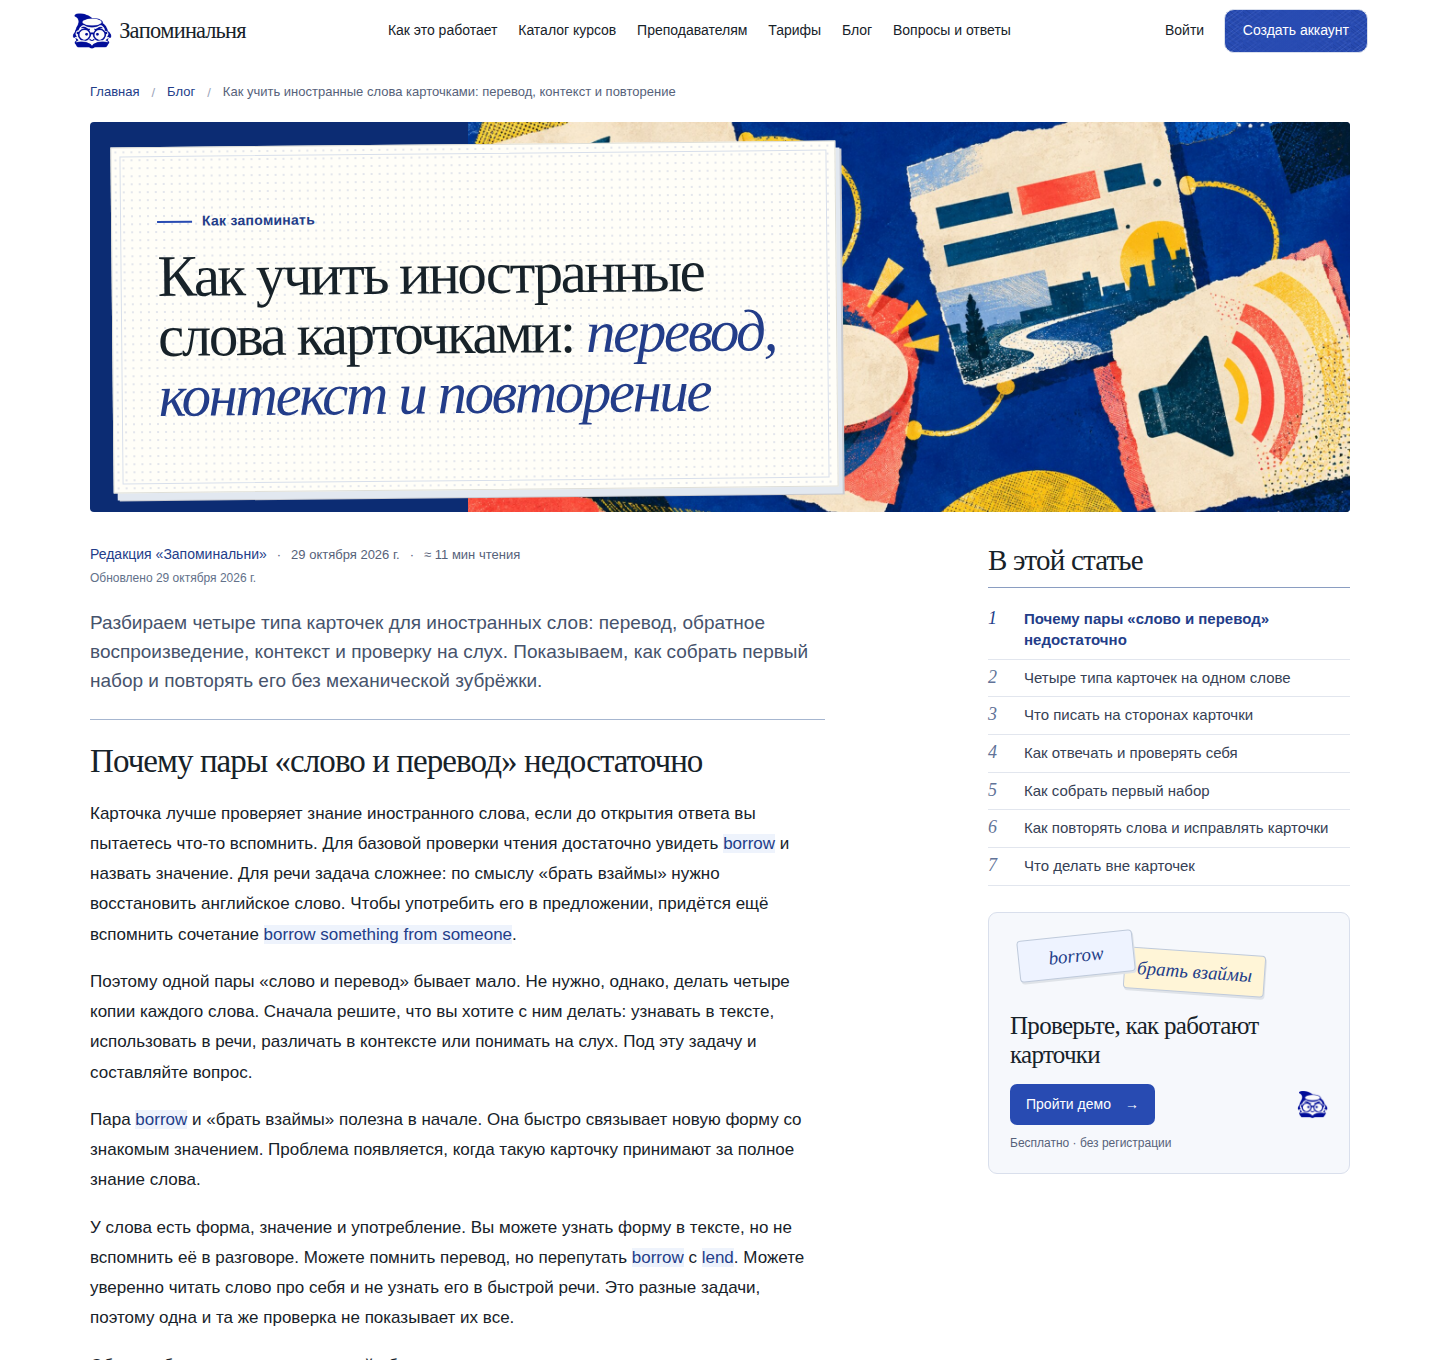 Запоминальня
Как это работает
Каталог курсов
Преподавателям
Тарифы
Блог
Вопросы и ответы
Войти
Создать аккаунт
Главная / Блог / Как учить иностранные слова карточками: перевод, контекст и повторение
Как запоминать
Как учить иностранные
слова карточками: перевод,
контекст и повторение
Редакция «Запоминальни» · 29 октября 2026 г. · ≈ 11 мин чтения
Обновлено 29 октября 2026 г.
Разбираем четыре типа карточек для иностранных слов: перевод, обратное
воспроизведение, контекст и проверку на слух. Показываем, как собрать первый
набор и повторять его без механической зубрёжки.
Почему пары «слово и перевод» недостаточно
Карточка лучше проверяет знание иностранного слова, если до открытия ответа вы
пытаетесь что-то вспомнить. Для базовой проверки чтения достаточно увидеть borrow и
назвать значение. Для речи задача сложнее: по смыслу «брать взаймы» нужно
восстановить английское слово. Чтобы употребить его в предложении, придётся ещё
вспомнить сочетание borrow something from someone.
Поэтому одной пары «слово и перевод» бывает мало. Не нужно, однако, делать четыре
копии каждого слова. Сначала решите, что вы хотите с ним делать: узнавать в тексте,
использовать в речи, различать в контексте или понимать на слух. Под эту задачу и
составляйте вопрос.
Пара borrow и «брать взаймы» полезна в начале. Она быстро связывает новую форму со
знакомым значением. Проблема появляется, когда такую карточку принимают за полное
знание слова.
У слова есть форма, значение и употребление. Вы можете узнать форму в тексте, но не
вспомнить её в разговоре. Можете помнить перевод, но перепутать borrow с lend. Можете
уверенно читать слово про себя и не узнать его в быстрой речи. Это разные задачи,
поэтому одна и та же проверка не показывает их все.
В этой статье
1 Почему пары «слово и перевод»
недостаточно
2 Четыре типа карточек на одном слове
3 Что писать на сторонах карточки
4 Как отвечать и проверять себя
5 Как собрать первый набор
6 Как повторять слова и исправлять карточки
7 Что делать вне карточек
borrow
брать взаймы
Проверьте, как работают
карточки
Пройти демо →
Бесплатно · без регистрации